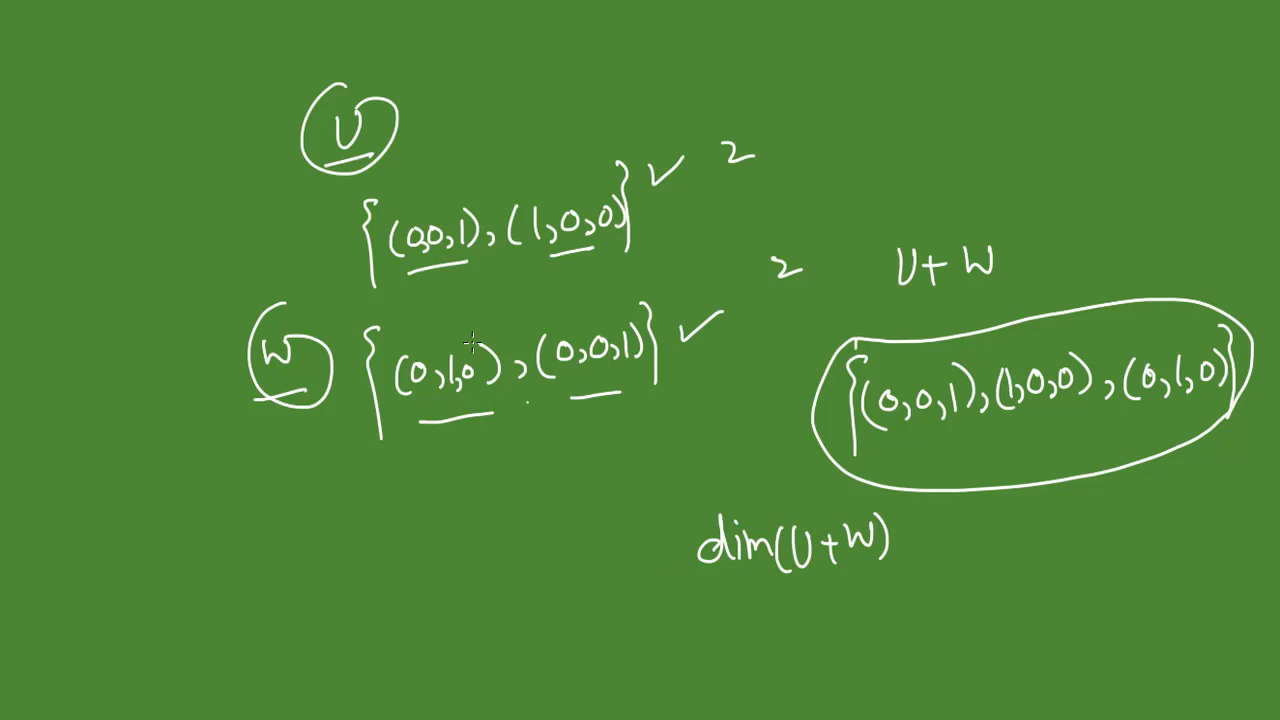 U
{(0,0,1), (1,0,0)} ✓ 2
W {(0,1,0), (0,0,1)} ✓ 2
U+W
{(0,0,1),(1,0,0),(0,1,0)}
dim(U+W)